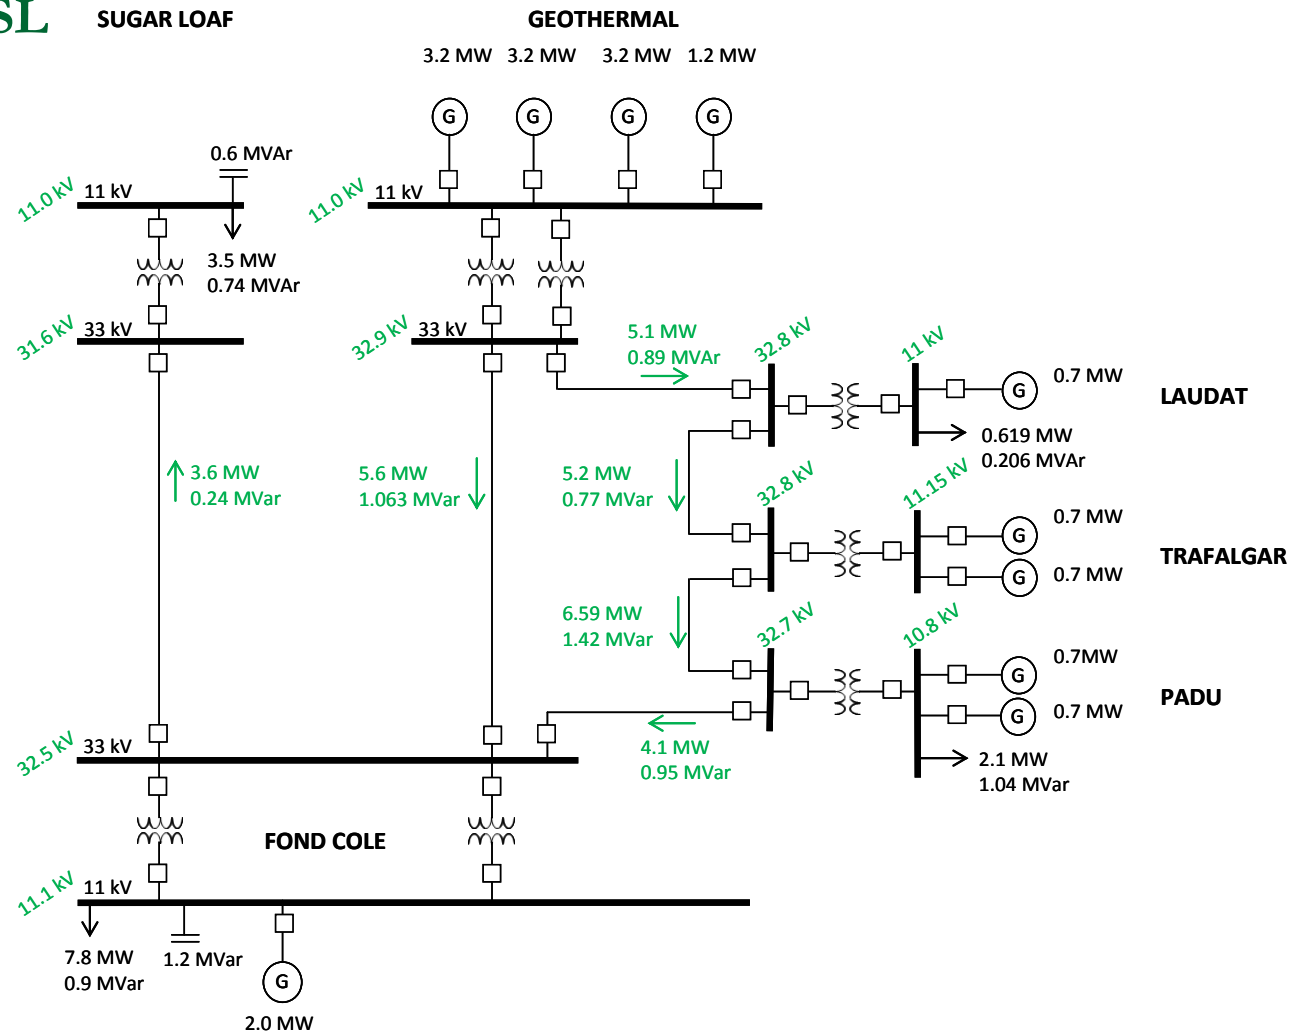 SL
SUGAR LOAF
GEOTHERMAL
3.2 MW 3.2 MW 3.2 MW 1.2 MW
G G G G
0.6 MVAr
11.0 kV
11 kV
11.0 kV
11 kV
3.5 MW
0.74 MVAr
31.6 kV
33 kV
32.9 kV
33 kV
5.1 MW
0.89 MVAr
32.8 kV
11 kV
G
0.7 MW
LAUDAT
0.619 MW
0.206 MVAr
3.6 MW
0.24 MVar
5.6 MW
1.063 MVar
5.2 MW
0.77 MVar
32.8 kV
11.15 kV
G
0.7 MW
TRAFALGAR
G
0.7 MW
6.59 MW
1.42 MVar
32.7 kV
10.8 kV
G
0.7MW
PADU
G
0.7 MW
4.1 MW
0.95 MVar
2.1 MW
1.04 MVar
32.5 kV
33 kV
FOND COLE
11.1 kV
11 kV
7.8 MW
0.9 MVar
1.2 MVar
G
2.0 MW